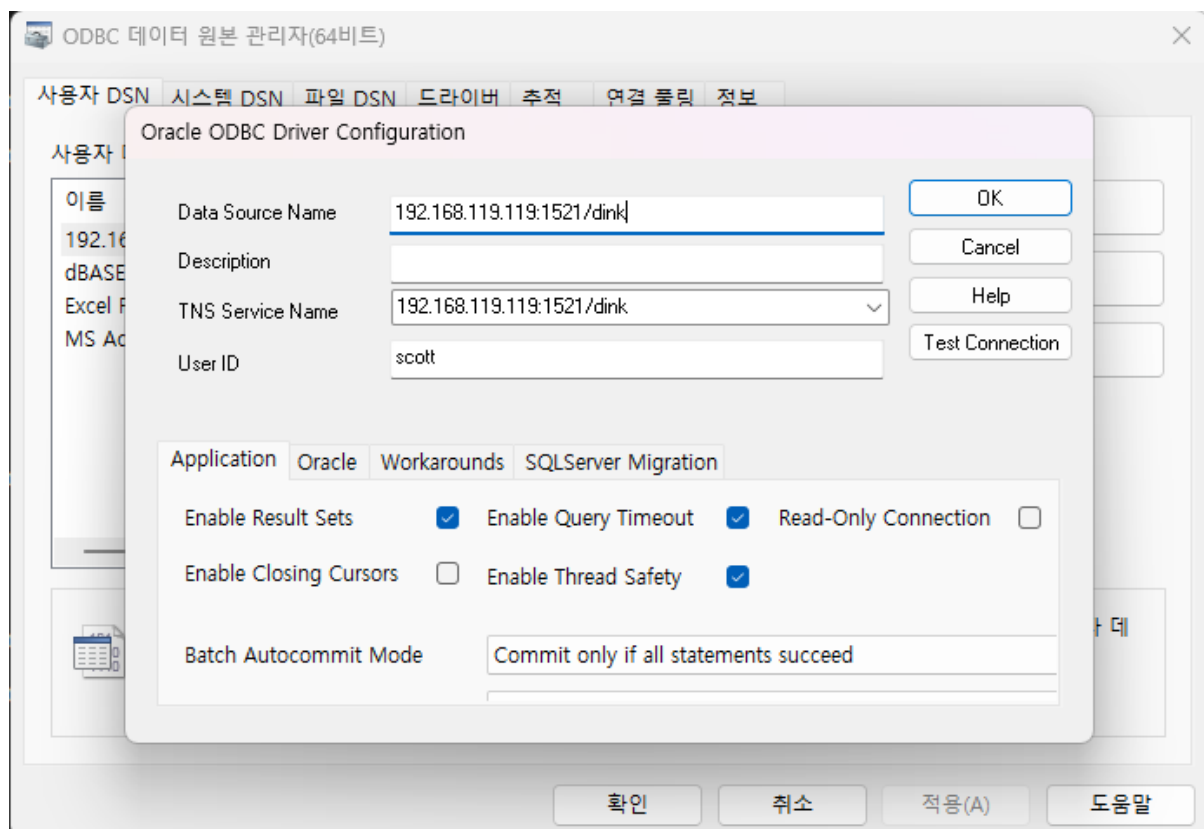 ODBC 데이터 원본 관리자(64비트)
사용자 DSN 시스템 DSN 파일 DSN 드라이버 추적 연결 풀링 정보
Oracle ODBC Driver Configuration
사용자
이름
192.16
dBASE
Excel F
MS Ac
Data Source Name 192.168.119.119:1521/dink OK
Description Cancel
TNS Service Name 192.168.119.119:1521/dink Help
User ID scott Test Connection
Application Oracle Workarounds SQLServer Migration
Enable Result Sets Enable Query Timeout Read-Only Connection
Enable Closing Cursors Enable Thread Safety
Batch Autocommit Mode Commit only if all statements succeed
데
확인 취소 적용(A) 도움말